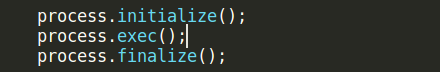 process.initialize();
process.exec();
process.finalize();